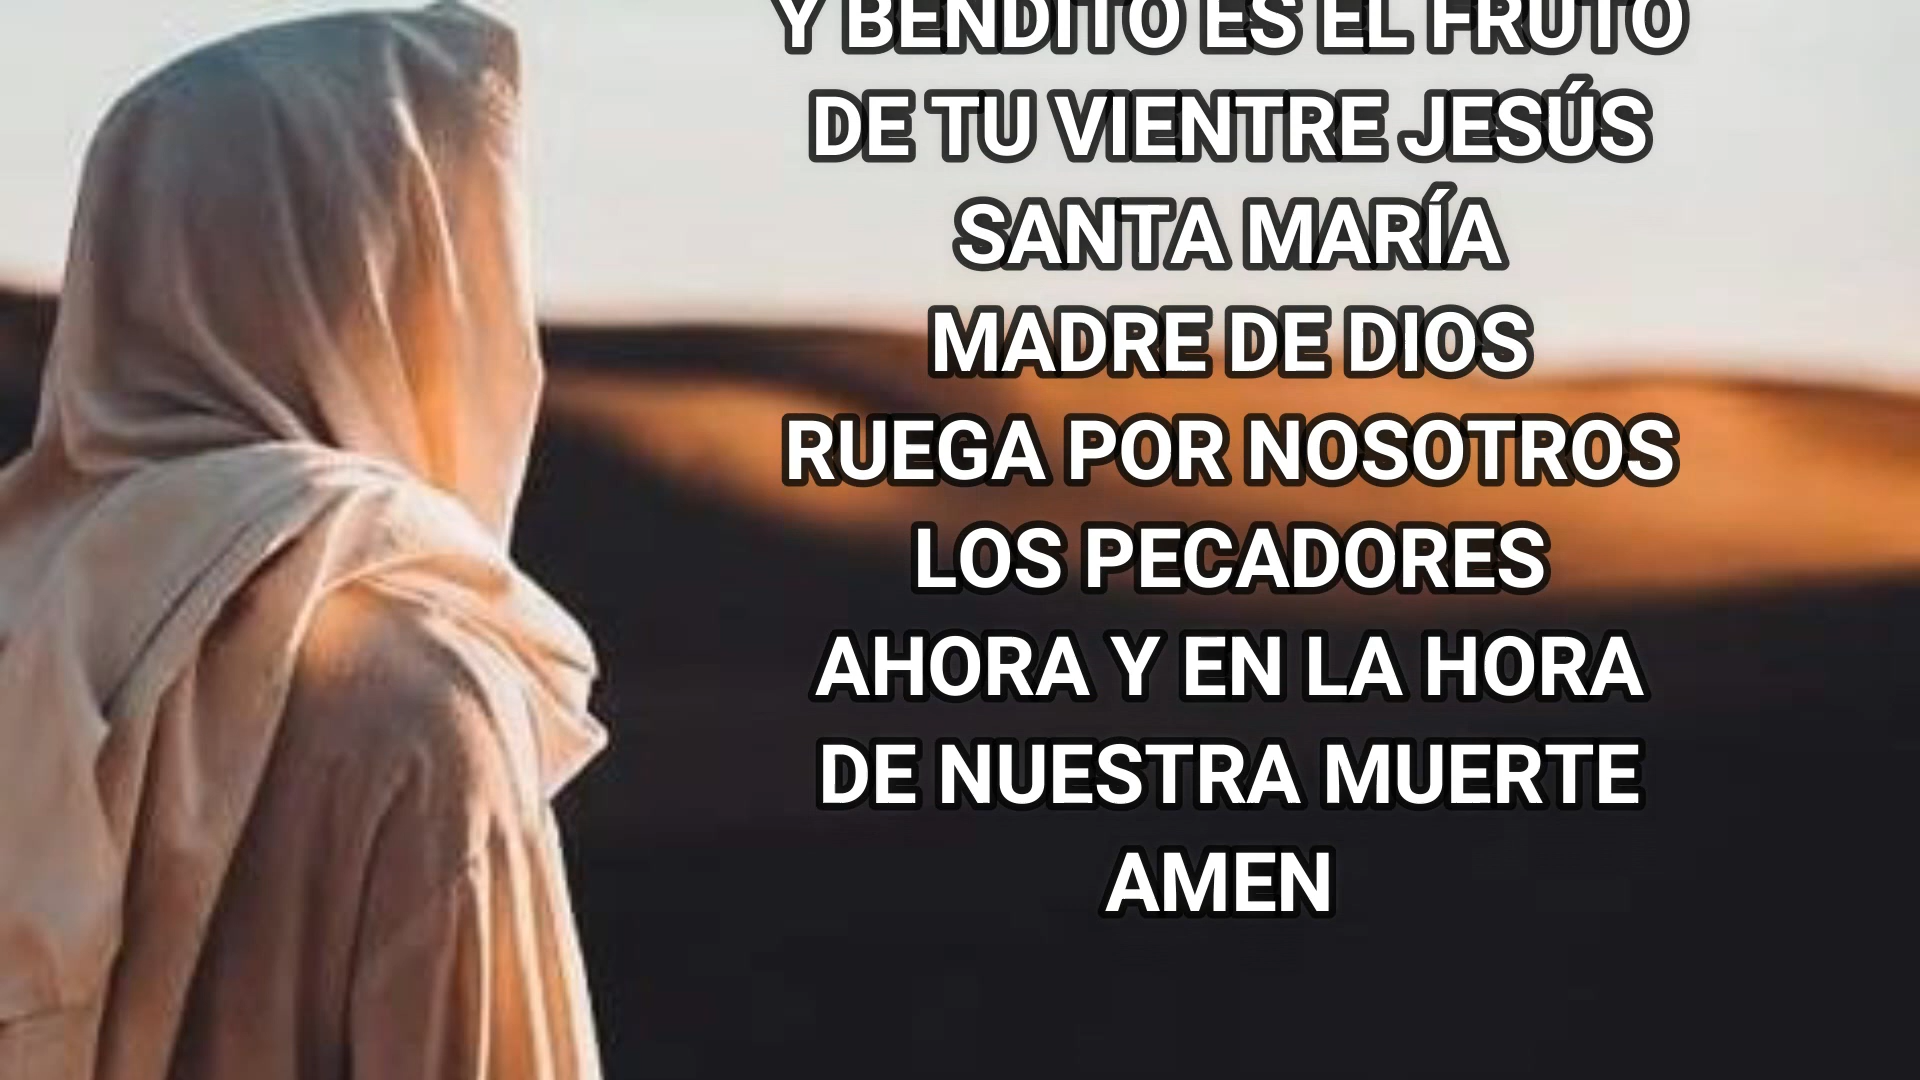 Y BENDITO ES EL FRUTO
DE TU VIENTRE JESÚS
SANTA MARÍA
MADRE DE DIOS
RUEGA POR NOSOTROS
LOS PECADORES
AHORA Y EN LA HORA
DE NUESTRA MUERTE
AMEN